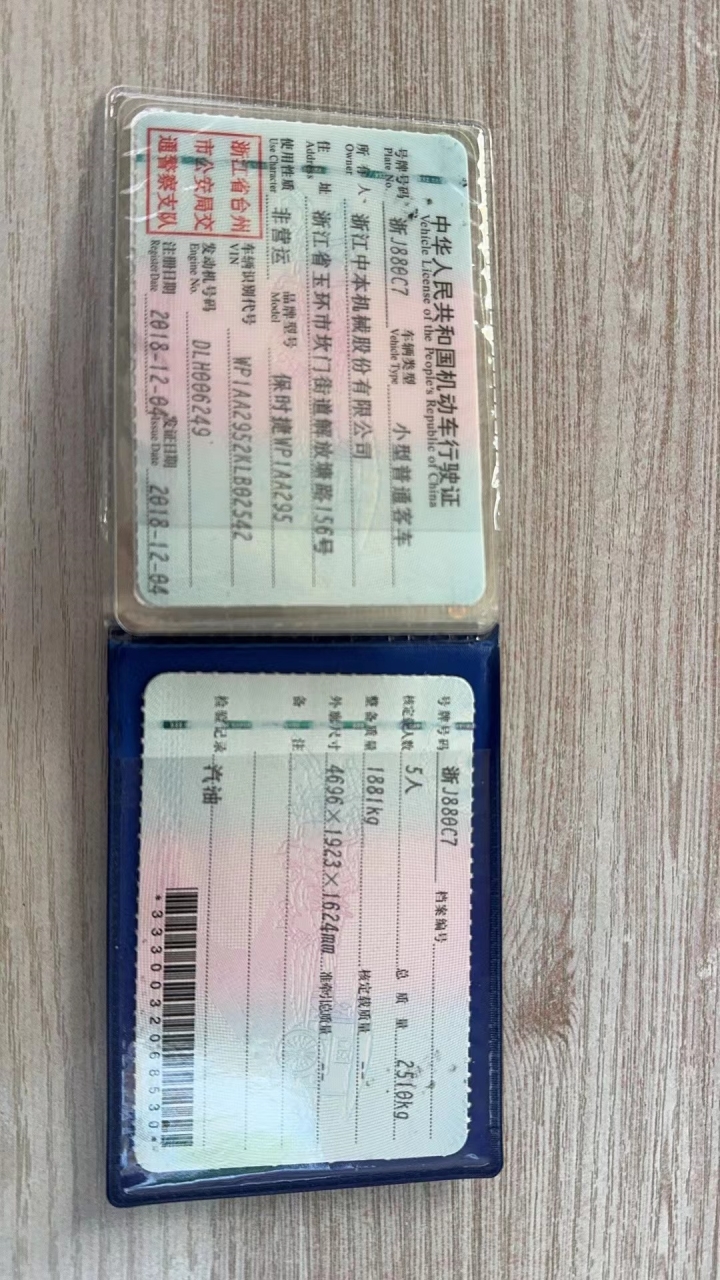 中华人民共和国机动车行驶证
Vehicle License of the People's Republic of China
号牌号码 浙J880C7 车辆类型 小型普通客车
Plate No. Vehicle Type
所有人 浙江中本机械股份有限公司
Owner
住址 浙江省玉环市坎门街道解放塘路156号
Address
使用性质 非营运 品牌型号 保时捷WP1AA295
Use Character Model
浙江省台州
市公安局交
通警察支队
车辆识别代号 WP1AA2952KLB02542
VIN
发动机号码 DLH006249
Engine No.
注册日期 2018-12-04 发证日期 2018-12-04
Register Date Issue Date
号牌号码 浙J880C7 档案编号
核定载人数 5人 总质量 2510kg
整备质量 1881kg 核定载质量 --
外廓尺寸 4696×1923×1624mm 准牵引总质量 --
备注
检验记录 汽油
*3330032068530*